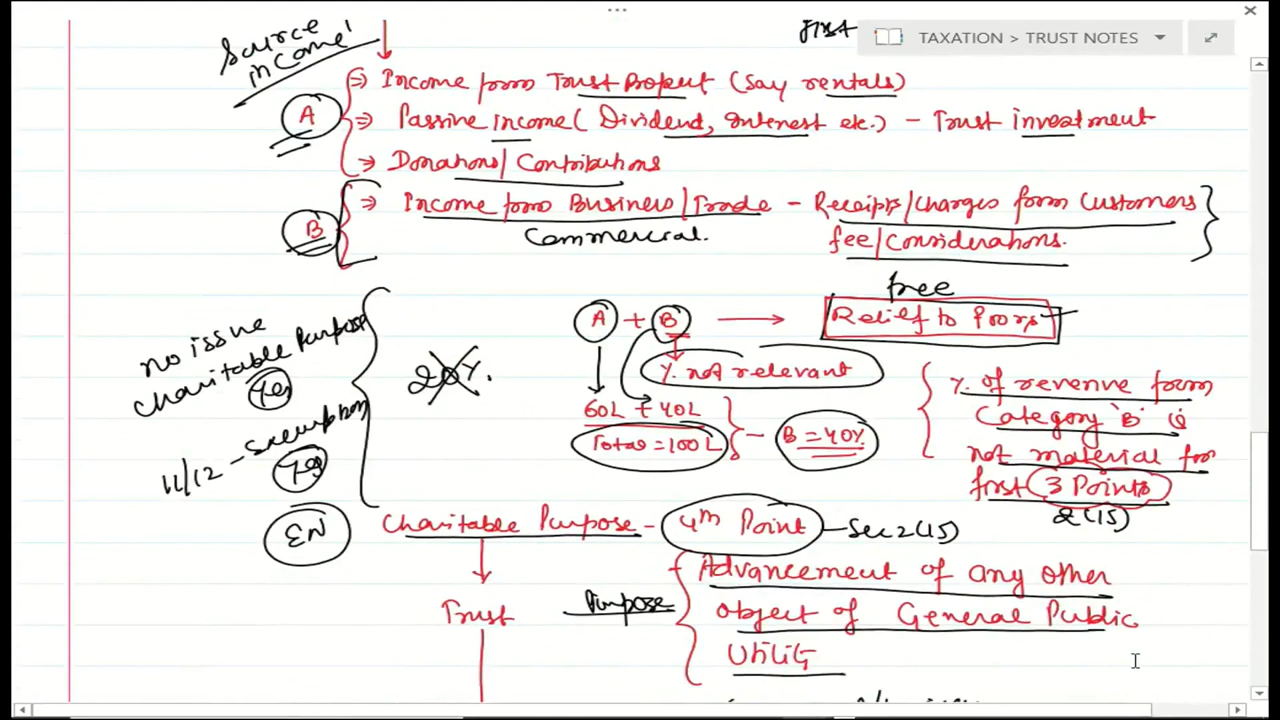 first
TAXATION > TRUST NOTES
Source
income
A
⇒ Income from Trust Propert (say rentals)
⇒ Passive income (Dividend, Interest etc.) - Trust investment
⇒ Donations/Contributions
B
⇒ Income from Business/Trade - Receipts/charges from customers
Commercial.
fee/considerations.
free
A + B → Relief to Poors
% not relevant
20%.
60L + 40L
Total = 100L
B = 40%
no issue
charitable Purpose
Yes
11/12 - Exemption
Yes
EN
% of revenue from
Category 'B' is
not material for
first 3 Points
2(15)
Charitable Purpose - 4th Point - Sec 2(15)
Trust
Purpose
Advancement of any other
object of General Public
Utility